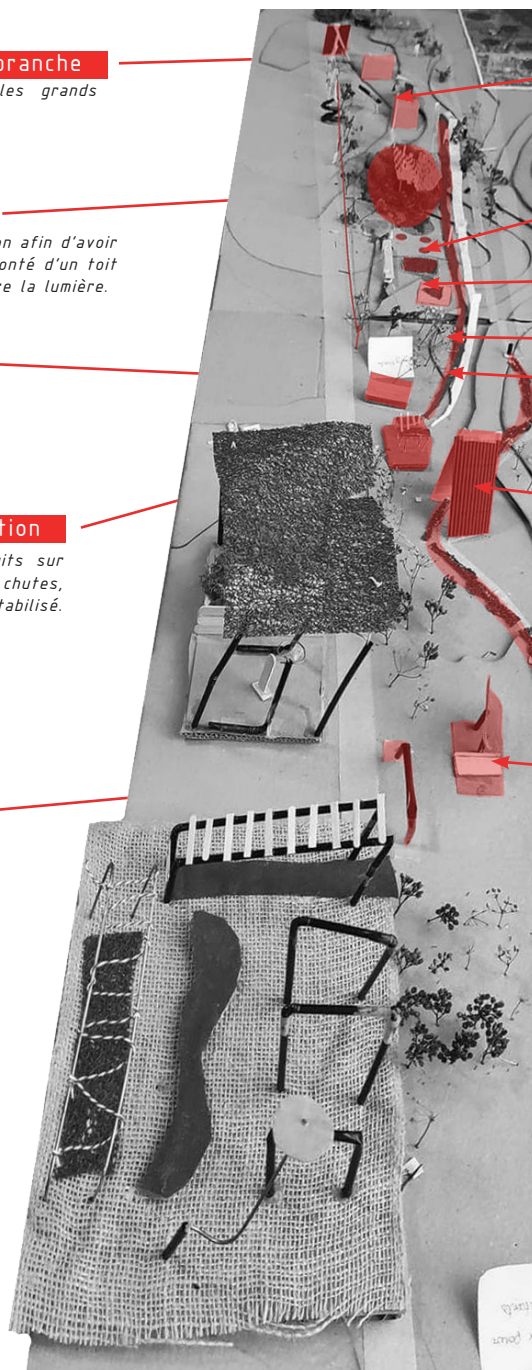 branche
les grands
n afin d'avoir
onté d'un toit
e la lumière.
tion
its sur
chutes,
tabilisé.
A